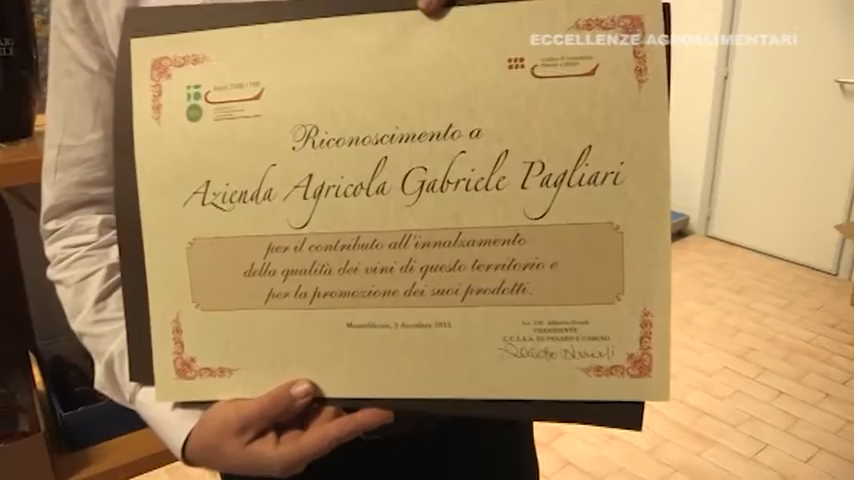 ECCELLENZE AGROALIMENTARI
Riconoscimento a
Azienda Agricola Gabriele Pagliari
per il contributo all'innalzamento
della qualità dei vini di questo territorio e
per la promozione dei suoi prodotti.
2015
PRESIDENTE
C.C.I.A.A. DI PESARO E URBINO